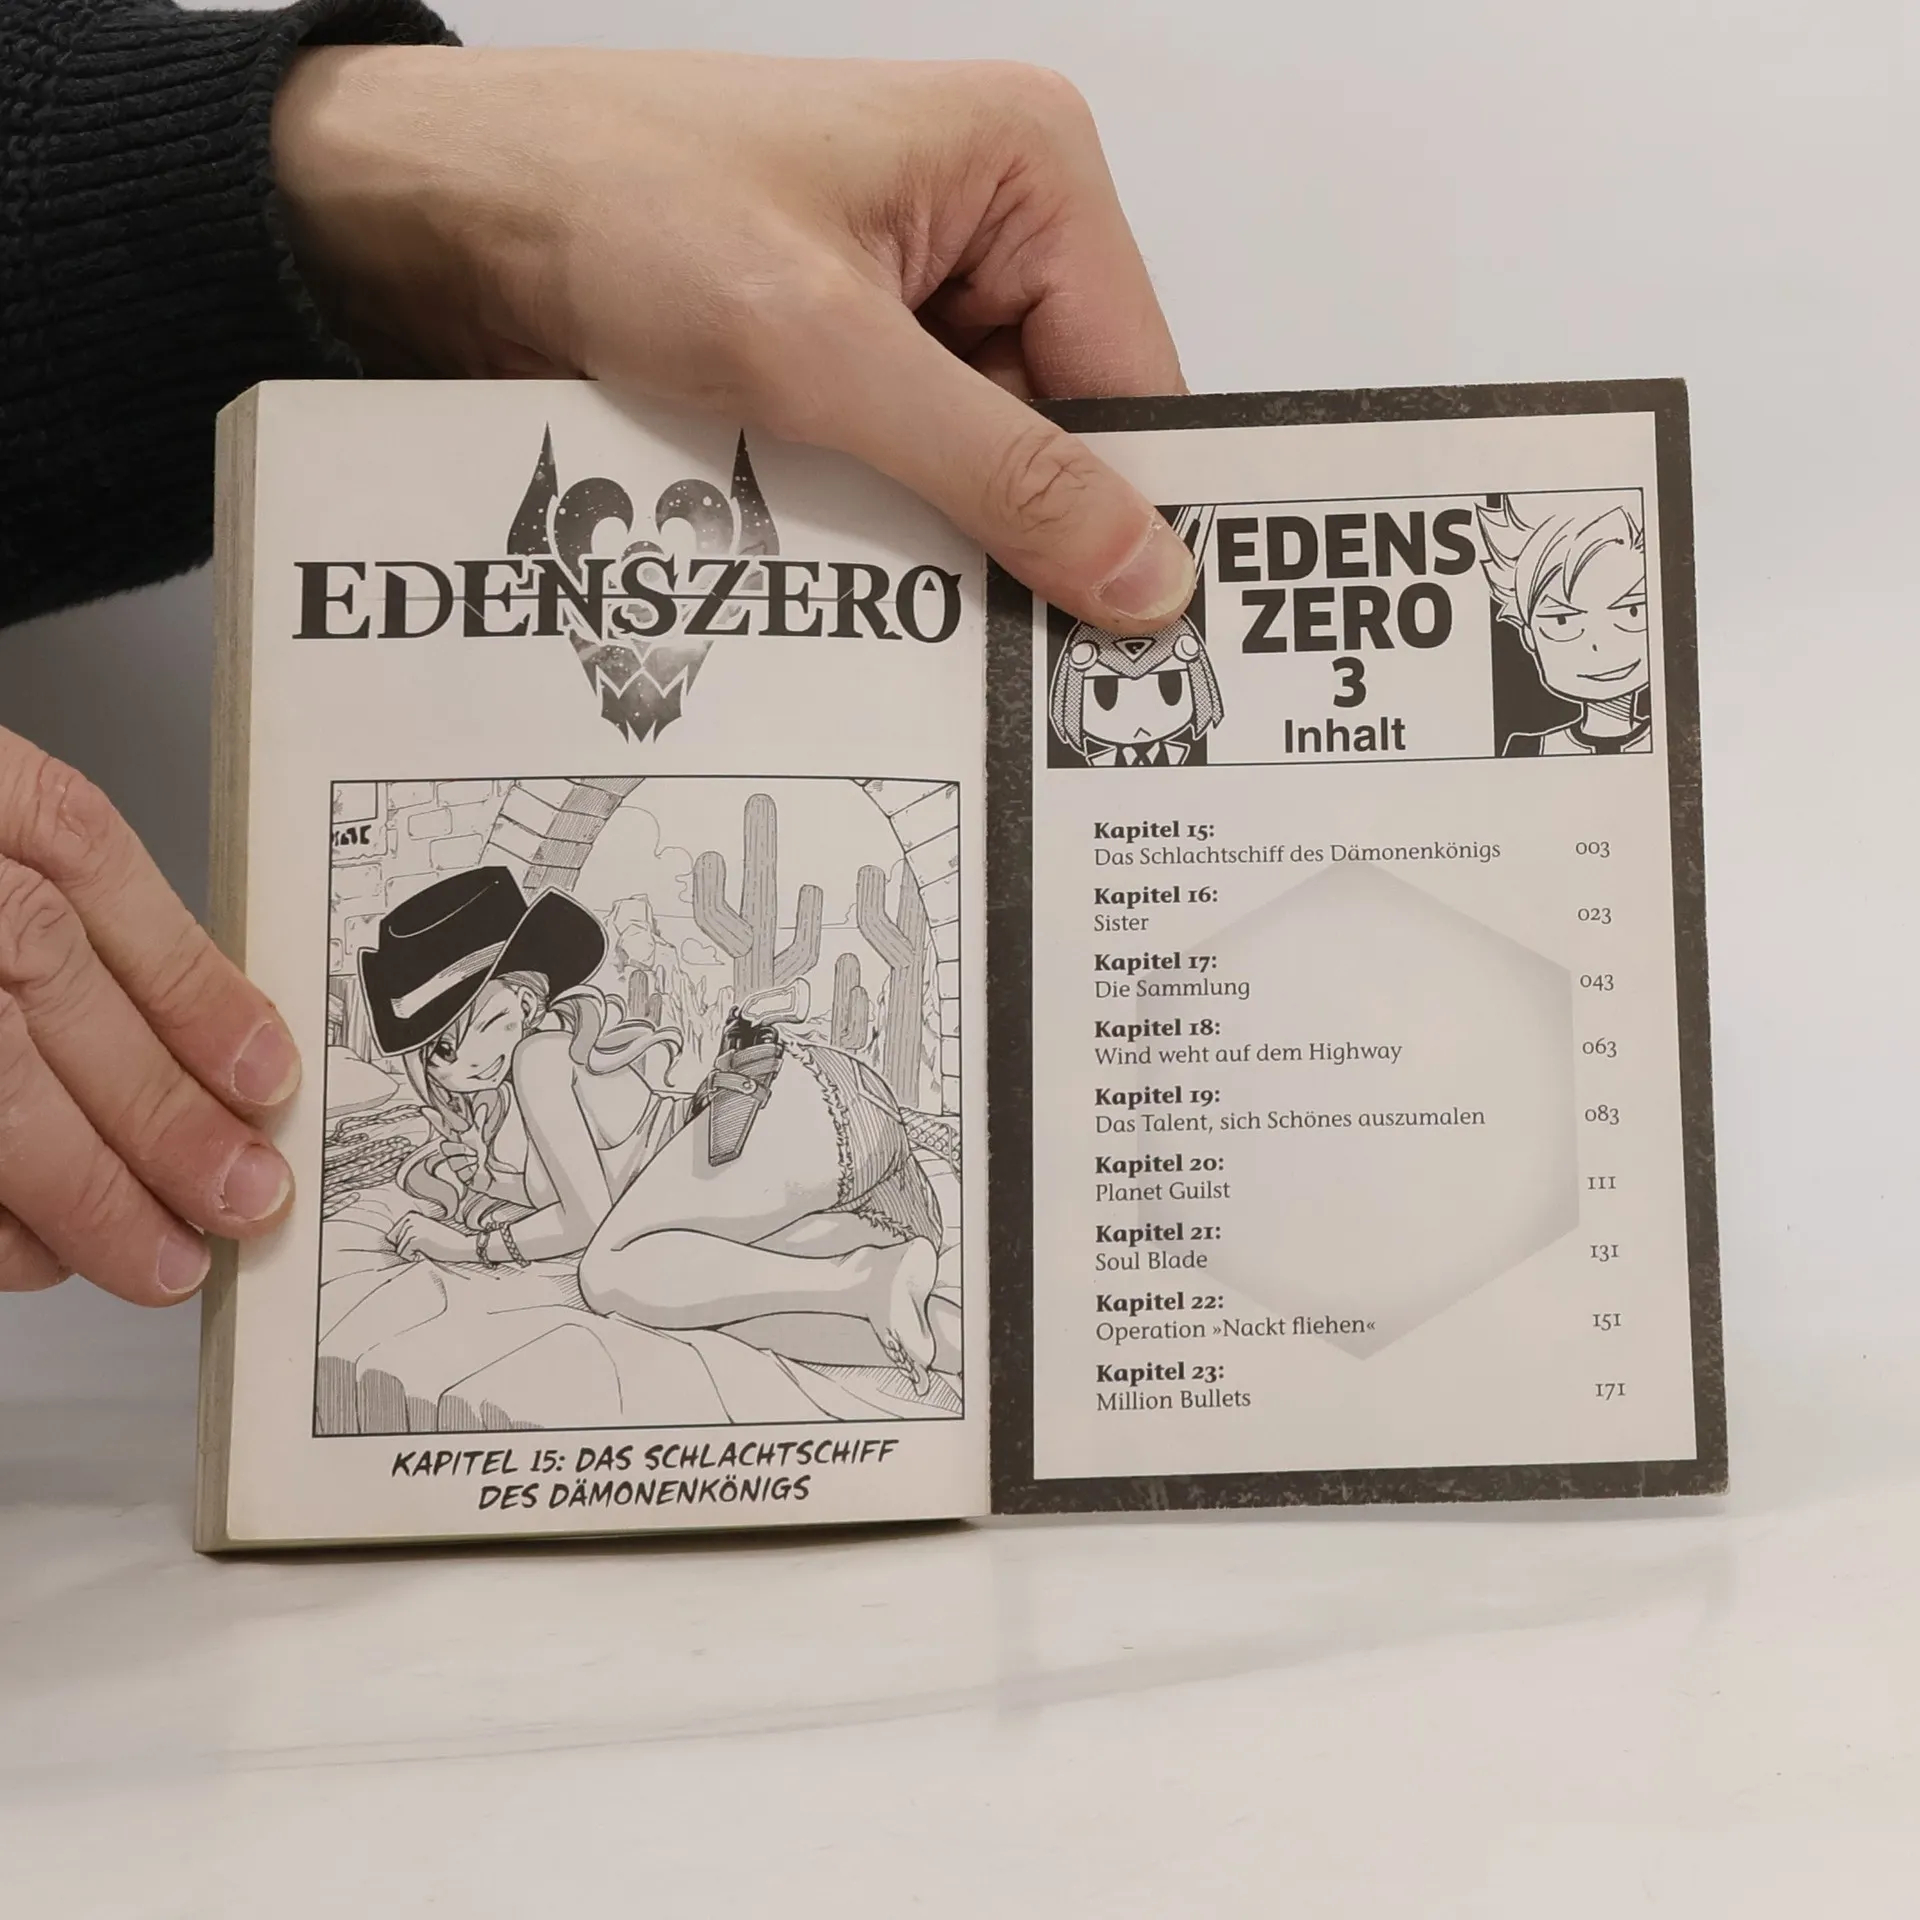 EDENSZERO
KAPITEL 15: DAS SCHLACHTSCHIFF
DES DÄMONENKÖNIGS
EDENS
ZERO
3
Inhalt
Kapitel 15:
Das Schlachtschiff des Dämonenkönigs 003
Kapitel 16:
Sister 023
Kapitel 17:
Die Sammlung 043
Kapitel 18:
Wind weht auf dem Highway 063
Kapitel 19:
Das Talent, sich Schönes auszumalen 083
Kapitel 20:
Planet Guilst 111
Kapitel 21:
Soul Blade 131
Kapitel 22:
Operation »Nackt fliehen« 151
Kapitel 23:
Million Bullets 171